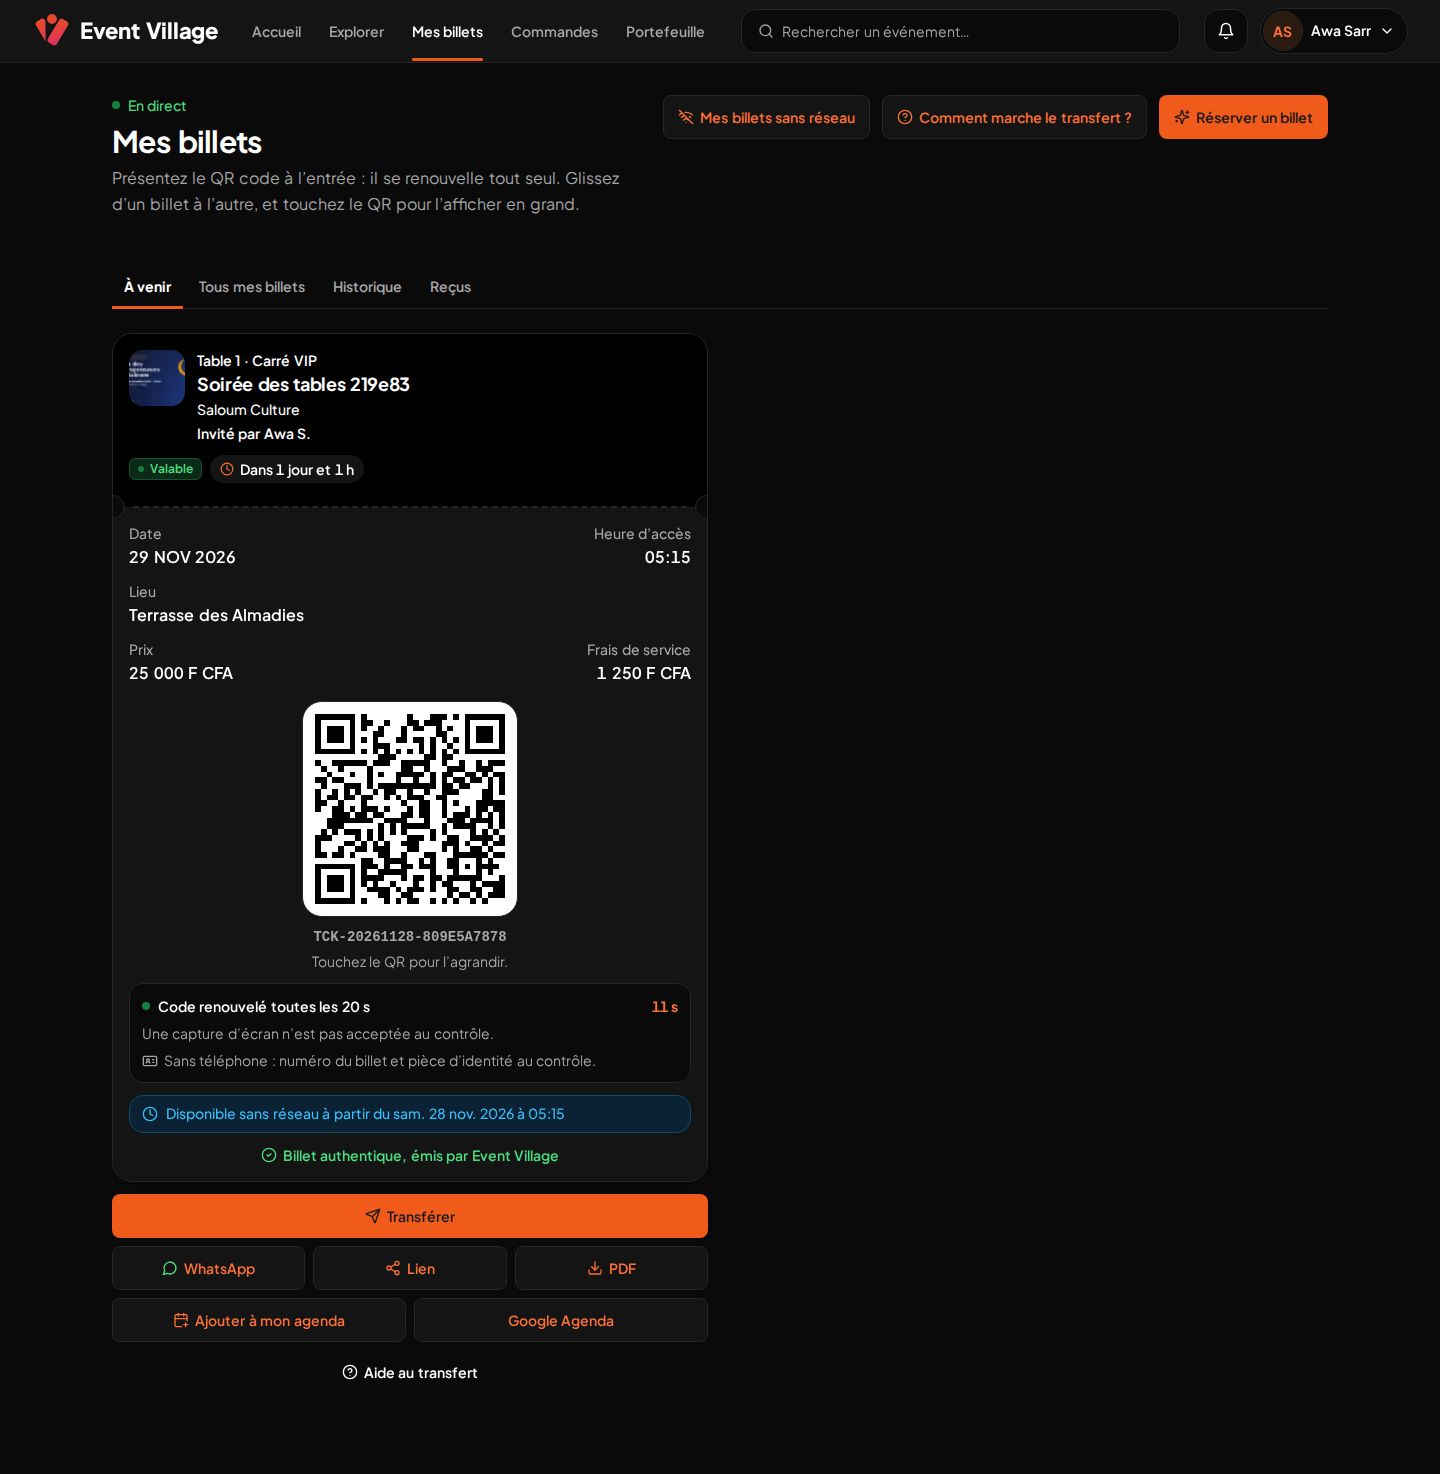 Event Village
Accueil
Explorer
Mes billets
Commandes
Portefeuille
Rechercher un événement…
AS
Awa Sarr
En direct
Mes billets
Présentez le QR code à l’entrée : il se renouvelle tout seul. Glissez
d’un billet à l’autre, et touchez le QR pour l’afficher en grand.
Mes billets sans réseau
Comment marche le transfert ?
Réserver un billet
À venir
Tous mes billets
Historique
Reçus
Table 1 · Carré VIP
Soirée des tables 219e83
Saloum Culture
Invité par Awa S.
Valable
Dans 1 jour et 1 h
Date
29 NOV 2026
Heure d’accès
05:15
Lieu
Terrasse des Almadies
Prix
25 000 F CFA
Frais de service
1 250 F CFA
TCK-20261128-809E5A7878
Touchez le QR pour l’agrandir.
Code renouvelé toutes les 20 s
11 s
Une capture d’écran n’est pas acceptée au contrôle.
Sans téléphone : numéro du billet et pièce d’identité au contrôle.
Disponible sans réseau à partir du sam. 28 nov. 2026 à 05:15
Billet authentique, émis par Event Village
Transférer
WhatsApp
Lien
PDF
Ajouter à mon agenda
Google Agenda
Aide au transfert